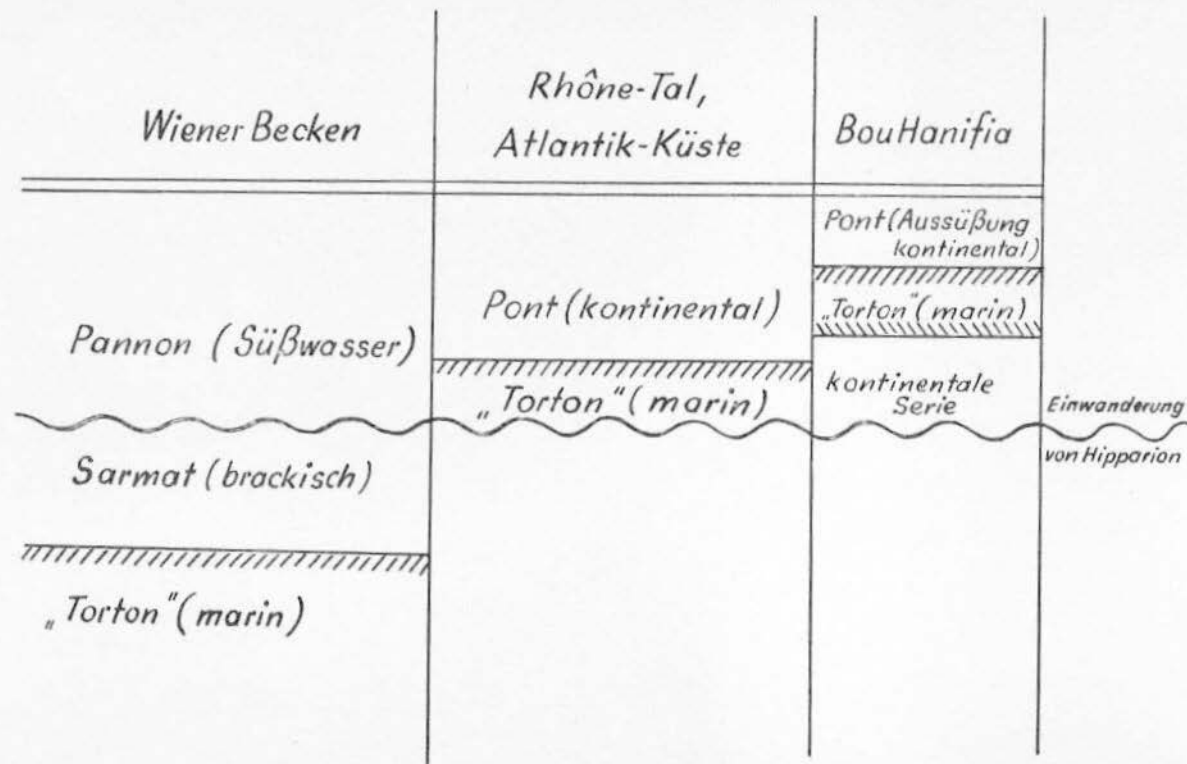 Wiener Becken
Rhône-Tal,
Atlantik-Küste
Bou Hanifia
Pont (Aussüßung
kontinental)
„Torton" (marin)
kontinentale
Serie
Pont (kontinental)
„Torton" (marin)
Pannon (Süßwasser)
Sarmat (brackisch)
„Torton" (marin)
Einwanderung
von Hipparion